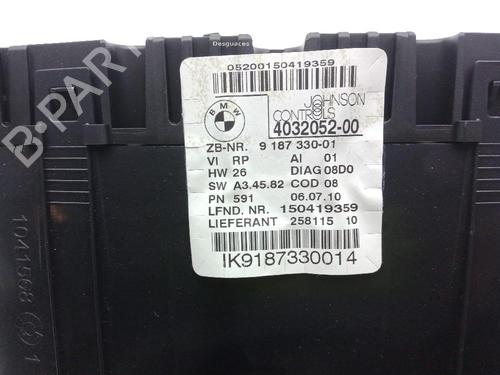 Desguaces
05200150419359
BMW
JOHNSON
CONTROLS
4032052-00
ZB-NR. 9 187 330-01
VI RP AI 01
HW 26 DIAG 08D0
SW A3.45.82 COD 08
PN 591 06.07.10
LFND. NR. 150419359
LIEFERANT 258115 10
IK9187330014
1041568 1
B-PARTS